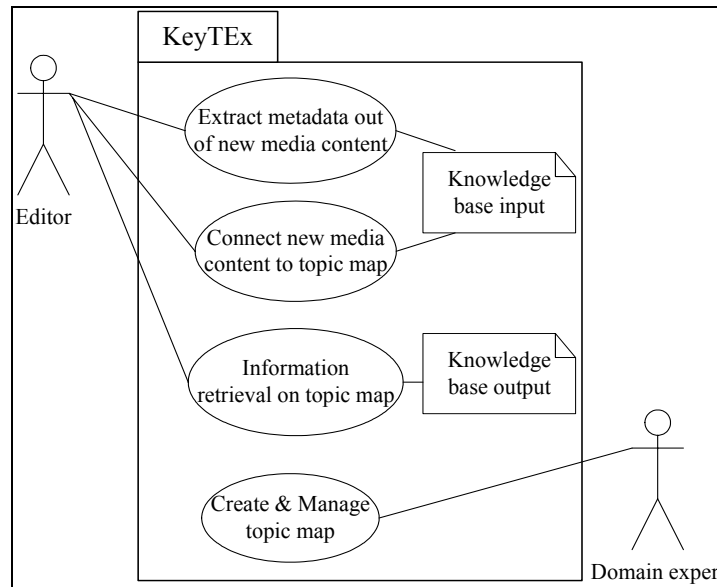 KeyTEx
Extract metadata out
of new media content
Knowledge
base input
Editor
Connect new media
content to topic map
Information
retrieval on topic map
Knowledge
base output
Create & Manage
topic map
Domain exper